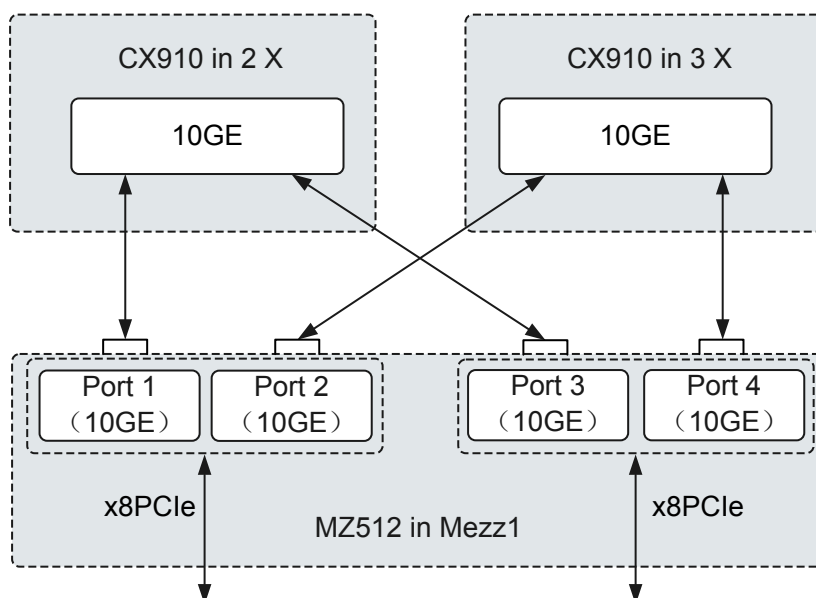 CX910 in 2 X
CX910 in 3 X
10GE
10GE
Port 1
（10GE）
Port 2
（10GE）
Port 3
（10GE）
Port 4
（10GE）
x8PCIe
x8PCIe
MZ512 in Mezz1